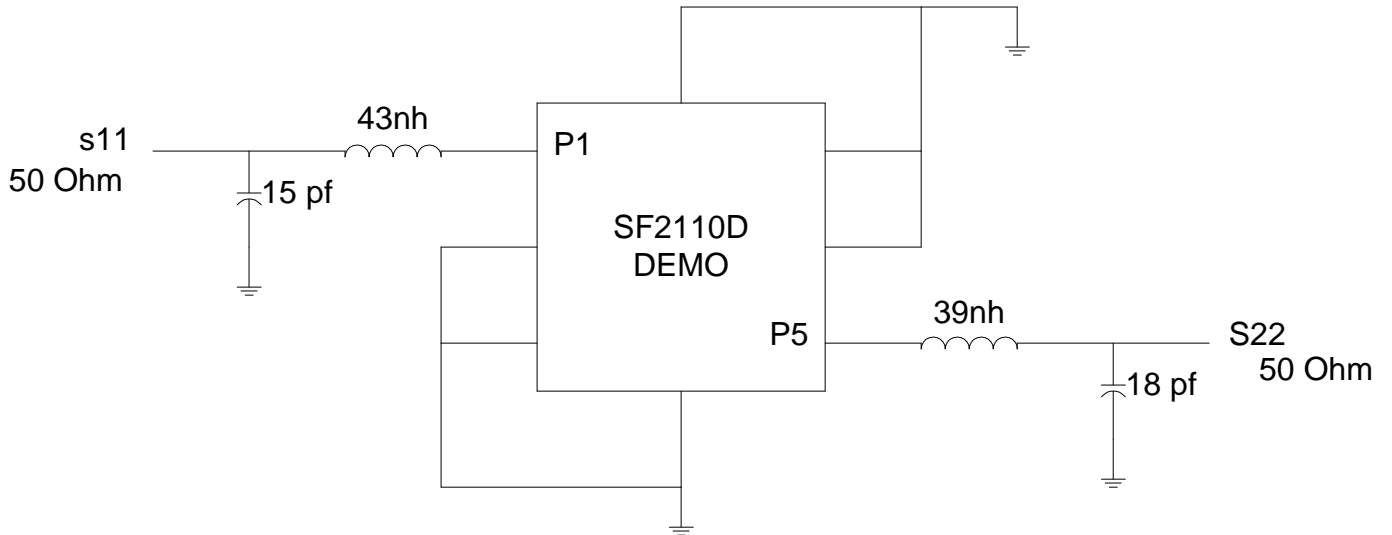 43nh
s11
50 Ohm
15 pf
P1
SF2110D
DEMO
P5
39nh
S22
50 Ohm
18 pf